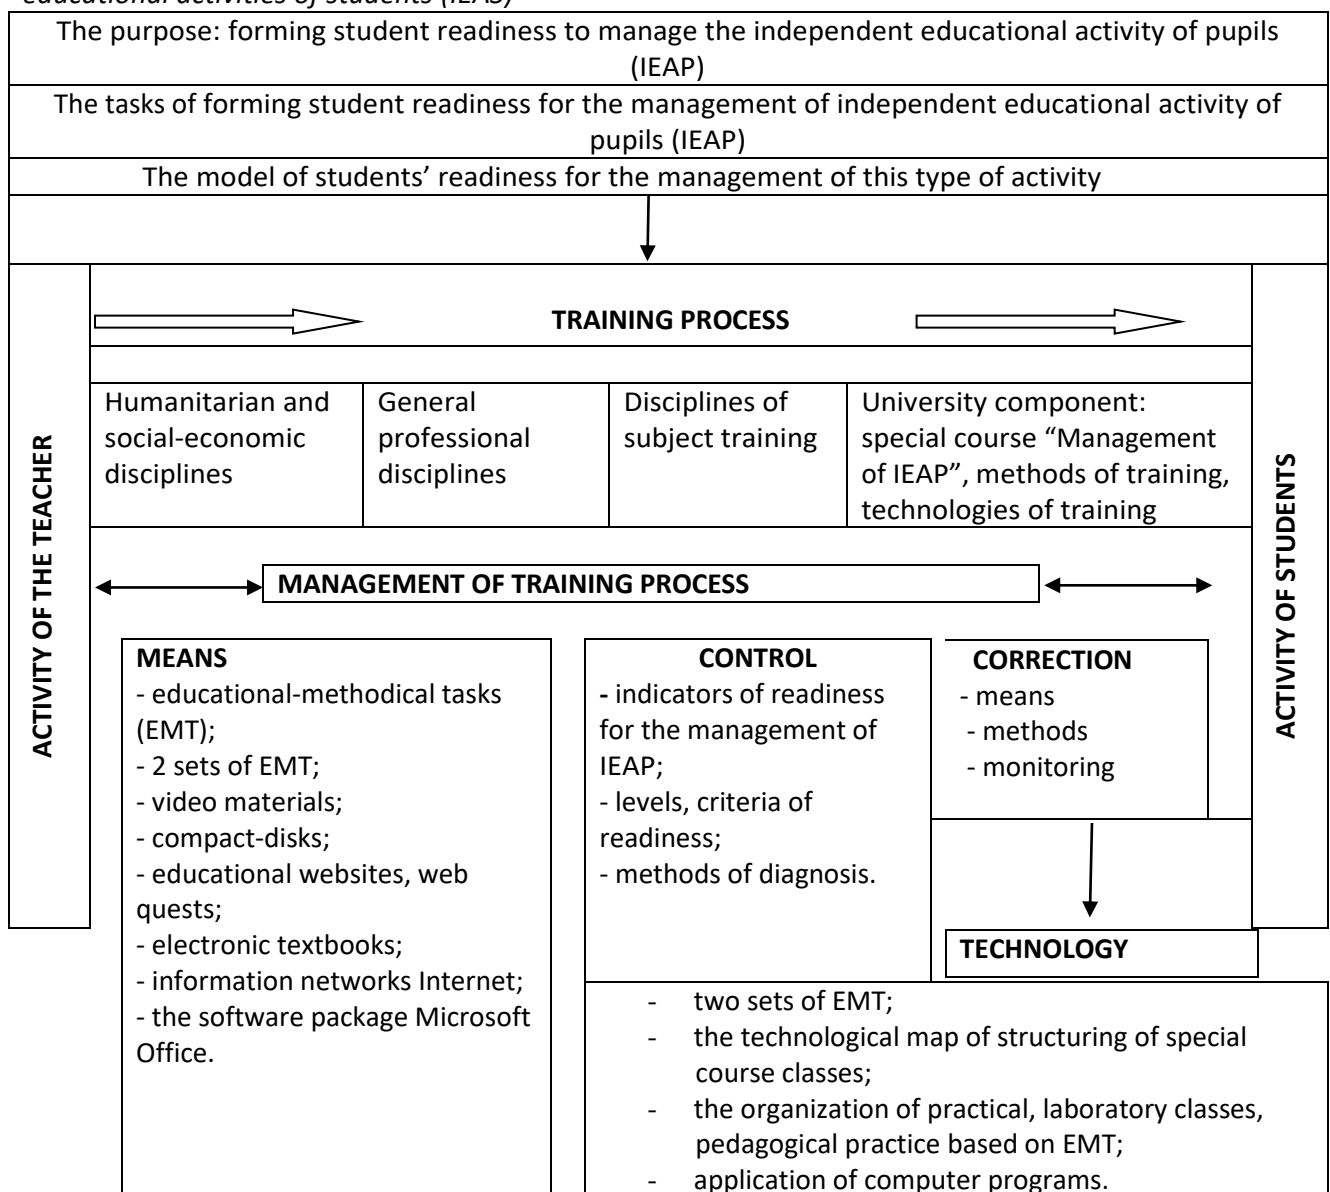 educational activities of students (IEAS)
The purpose: forming student readiness to manage the independent educational activity of pupils
(IEAP)
The tasks of forming student readiness for the management of independent educational activity of
pupils (IEAP)
The model of students’ readiness for the management of this type of activity
ACTIVITY OF THE TEACHER
TRAINING PROCESS
Humanitarian and
social-economic
disciplines
General
professional
disciplines
Disciplines of
subject training
University component:
special course “Management
of IEAP”, methods of training,
technologies of training
MANAGEMENT OF TRAINING PROCESS
MEANS
- educational-methodical tasks
(EMT);
- 2 sets of EMT;
- video materials;
- compact-disks;
- educational websites, web
quests;
- electronic textbooks;
- information networks Internet;
- the software package Microsoft
Office.
CONTROL
- indicators of readiness
for the management of
IEAP;
- levels, criteria of
readiness;
- methods of diagnosis.
CORRECTION
- means
- methods
- monitoring
TECHNOLOGY
- two sets of EMT;
- the technological map of structuring of special
course classes;
- the organization of practical, laboratory classes,
pedagogical practice based on EMT;
- application of computer programs.
ACTIVITY OF STUDENTS